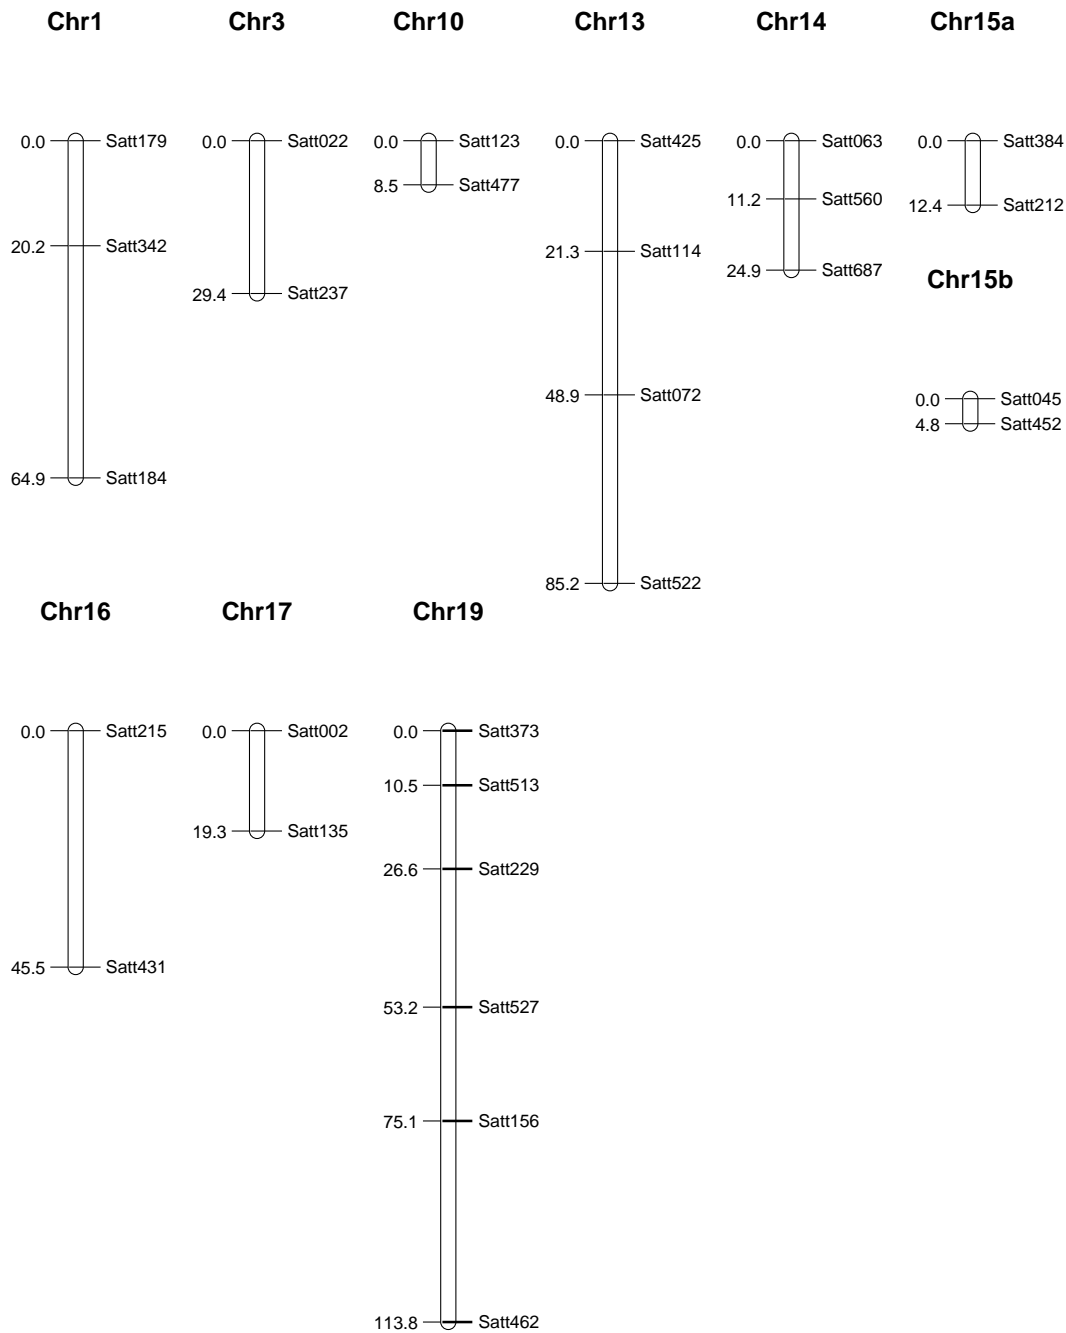 Chr1 Chr3 Chr10 Chr13 Chr14 Chr15a
0.0 Satt179 0.0 Satt022 0.0 Satt123 0.0 Satt425 0.0 Satt063 0.0 Satt384
8.5 Satt477
11.2 Satt560
12.4 Satt212
20.2 Satt342
21.3 Satt114
24.9 Satt687
Chr15b
29.4 Satt237
48.9 Satt072
0.0 Satt045
4.8 Satt452
64.9 Satt184
85.2 Satt522
Chr16 Chr17 Chr19
0.0 Satt215 0.0 Satt002 0.0 Satt373
10.5 Satt513
19.3 Satt135
26.6 Satt229
45.5 Satt431
53.2 Satt527
75.1 Satt156
113.8 Satt462